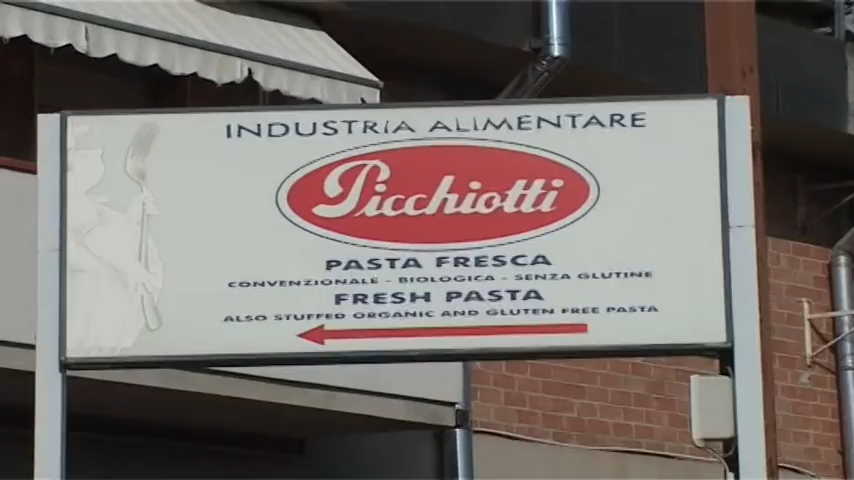 INDUSTRIA ALIMENTARE
Picchiotti
PASTA FRESCA
CONVENZIONALE - BIOLOGICA - SENZA GLUTINE
FRESH PASTA
ALSO STUFFED ORGANIC AND GLUTEN FREE PASTA